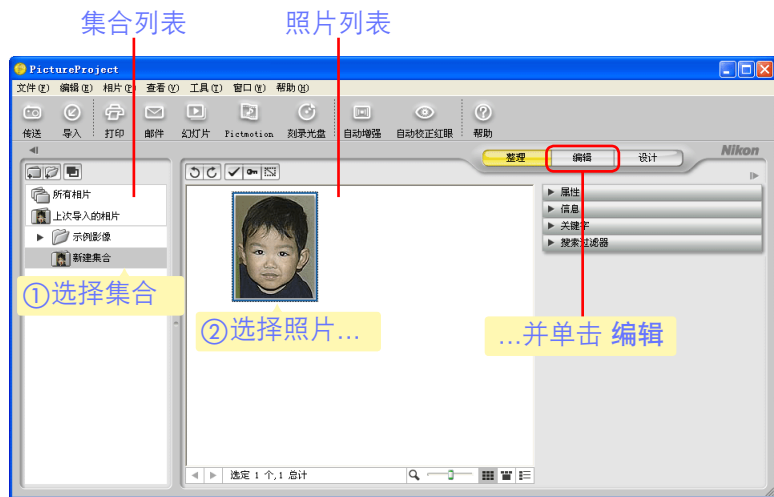 集合列表 照片列表
PictureProject
文件(F) 编辑(E) 相片(P) 查看(V) 工具(T) 窗口(W) 帮助(H)
传送 导入 打印 邮件 幻灯片 Pictmotion 刻录光盘 自动增强 自动校正红眼 帮助
整理 编辑 设计 Nikon
所有相片
上次导入的相片
示例影像
新建集合
属性
信息
关键字
搜索过滤器
①选择集合
②选择照片...
...并单击 编辑
选定 1 个,1 总计